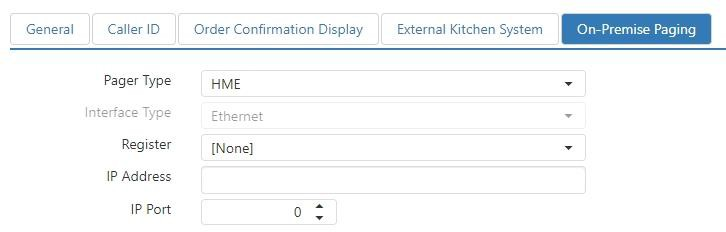 General Caller ID Order Confirmation Display External Kitchen System On-Premise Paging
Pager Type HME
Interface Type Ethernet
Register [None]
IP Address
IP Port 0